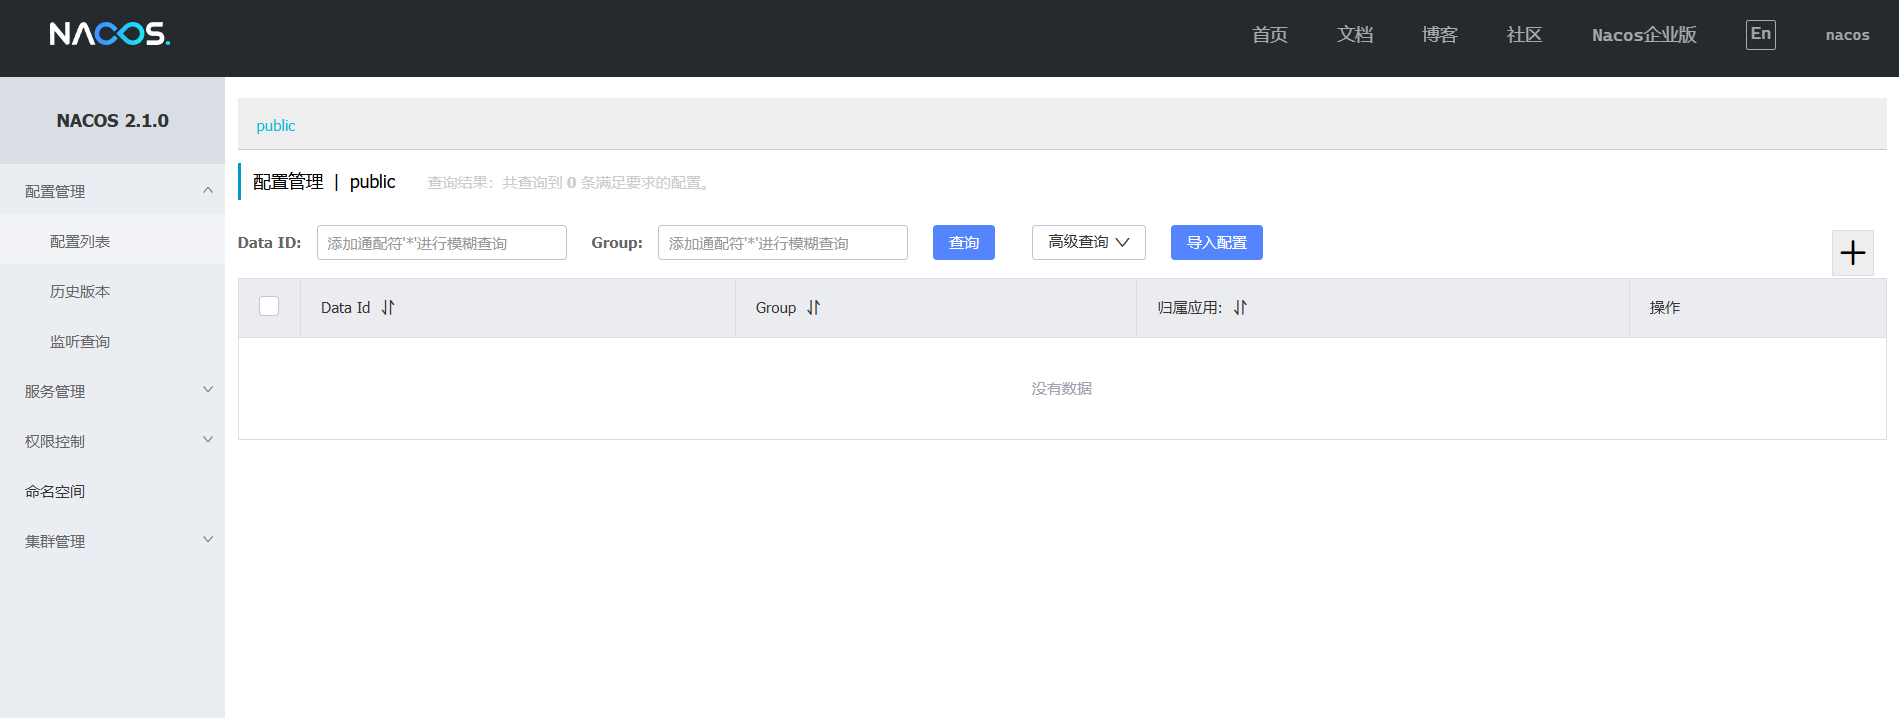 NACOS.
首页 文档 博客 社区 Nacos企业版 En nacos
NACOS 2.1.0
配置管理
配置列表
历史版本
监听查询
服务管理
权限控制
命名空间
集群管理
public
配置管理 | public 查询结果：共查询到 0 条满足要求的配置。
Data ID: 添加通配符'*'进行模糊查询 Group: 添加通配符'*'进行模糊查询 查询 高级查询 导入配置
Data Id Group 归属应用: 操作
没有数据